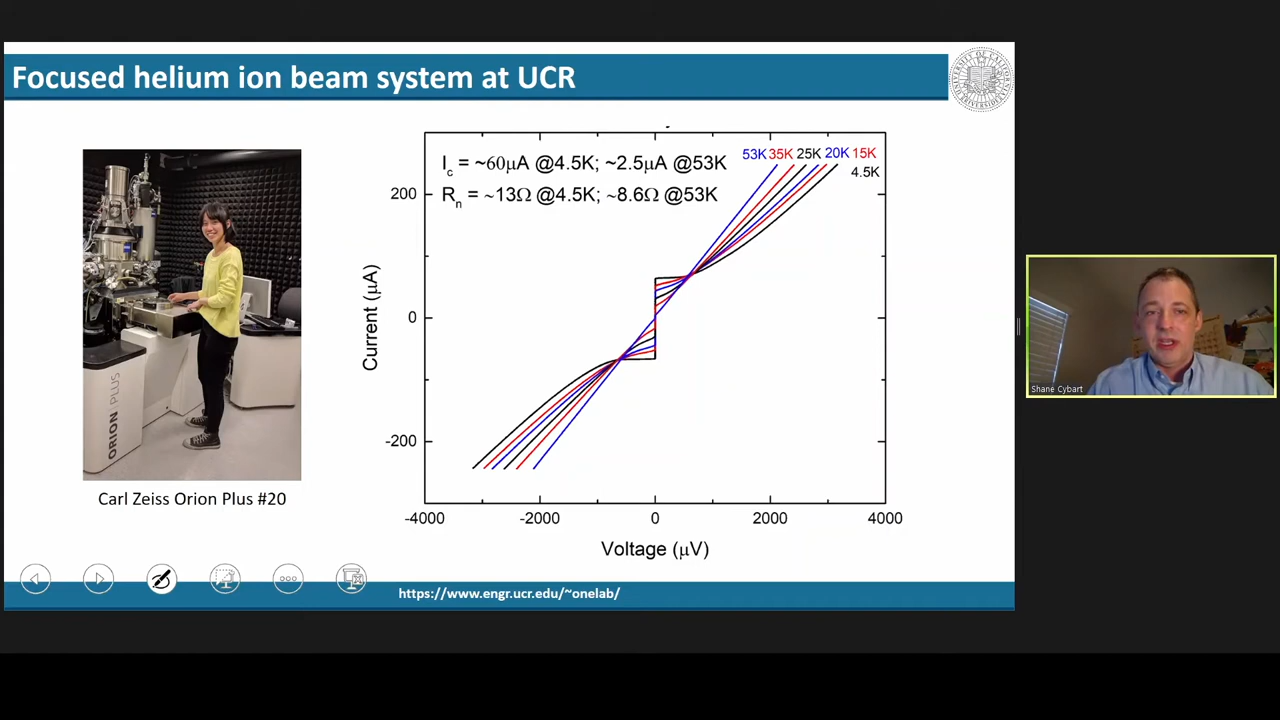 Focused helium ion beam system at UCR
Ic = ~60μA @4.5K; ~2.5μA @53K
Rn = ~13Ω @4.5K; ~8.6Ω @53K
53K 35K 25K 20K 15K
4.5K
200
0
-200
Current (μA)
-4000 -2000 0 2000 4000
Voltage (μV)
ORION PLUS
Carl Zeiss Orion Plus #20
https://www.engr.ucr.edu/~onelab/
Shane Cybart